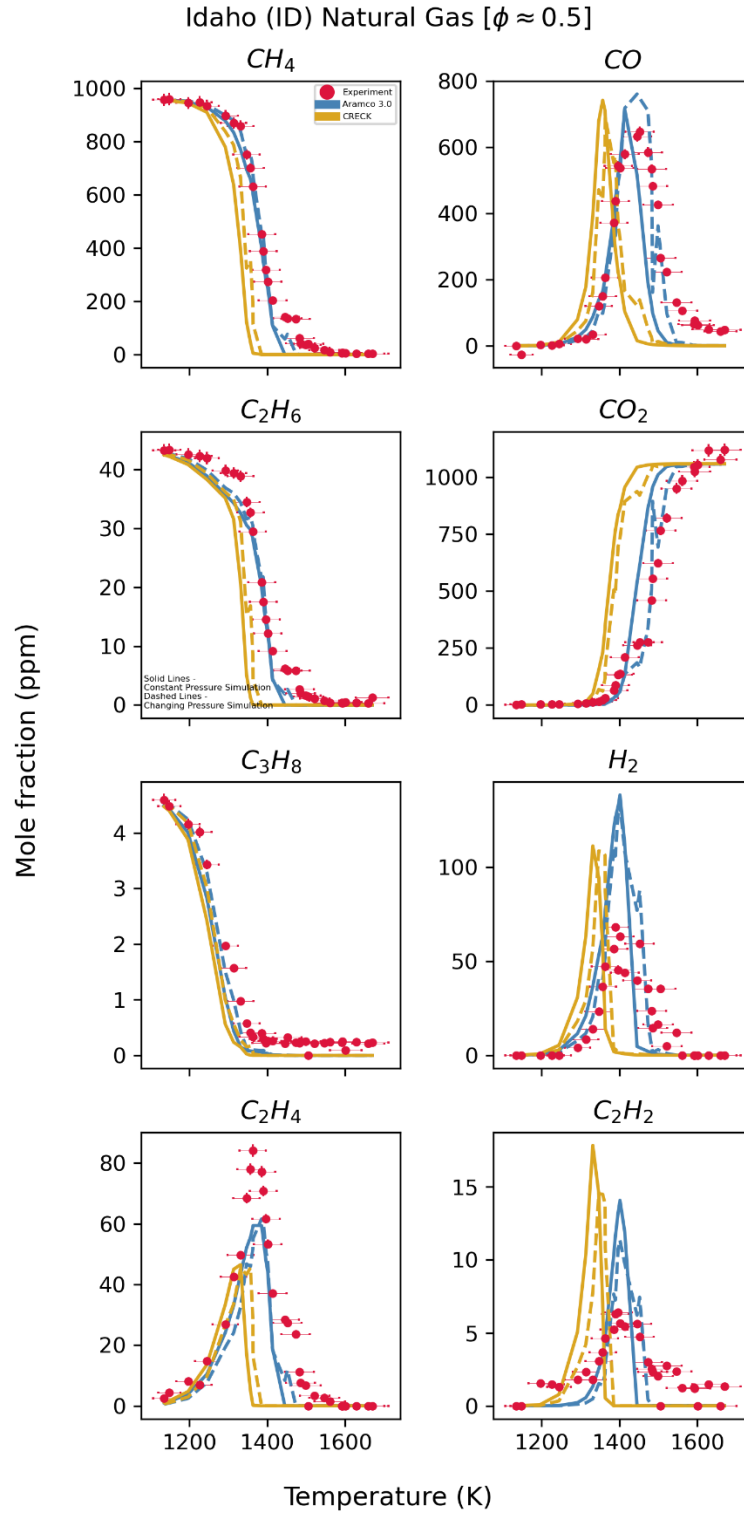 Idaho (ID) Natural Gas [ϕ ≈ 0.5]
CH4
CO
1000
800
600
400
200
0
Experiment
Aramco 3.0
CRECK
800
600
400
200
0
C2H6
CO2
40
30
20
10
0
Solid Lines -
Constant Pressure Simulation
Dashed Lines -
Changing Pressure Simulation
1000
750
500
250
0
C3H8
H2
4
3
2
1
0
100
50
0
C2H4
C2H2
80
60
40
20
0
15
10
5
0
1200 1400 1600
1200 1400 1600
Mole fraction (ppm)
Temperature (K)